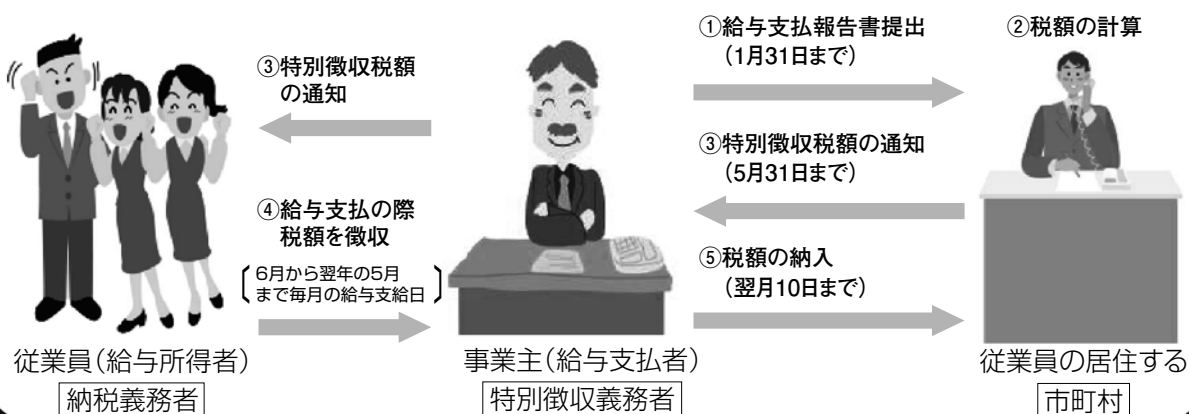 ①給与支払報告書提出
(1月31日まで)
②税額の計算
③特別徴収税額
の通知
③特別徴収税額の通知
(5月31日まで)
④給与支払の際
税額を徴収
〔6月から翌年の5月
まで毎月の給与支給日〕
⑤税額の納入
(翌月10日まで)
従業員(給与所得者)
納税義務者
事業主(給与支払者)
特別徴収義務者
従業員の居住する
市町村